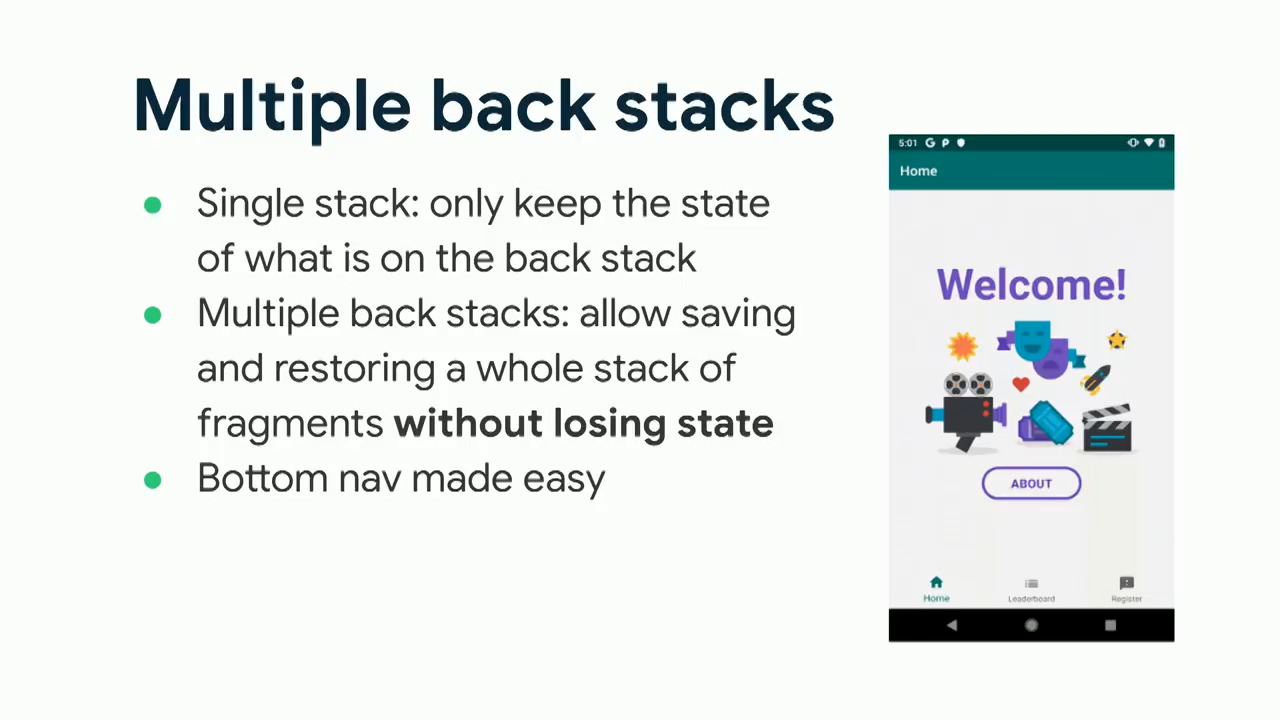 Multiple back stacks
Single stack: only keep the state
of what is on the back stack
Multiple back stacks: allow saving
and restoring a whole stack of
fragments without losing state
Bottom nav made easy
5:01
Home
Welcome!
ABOUT
Home
Leaderboard
Register